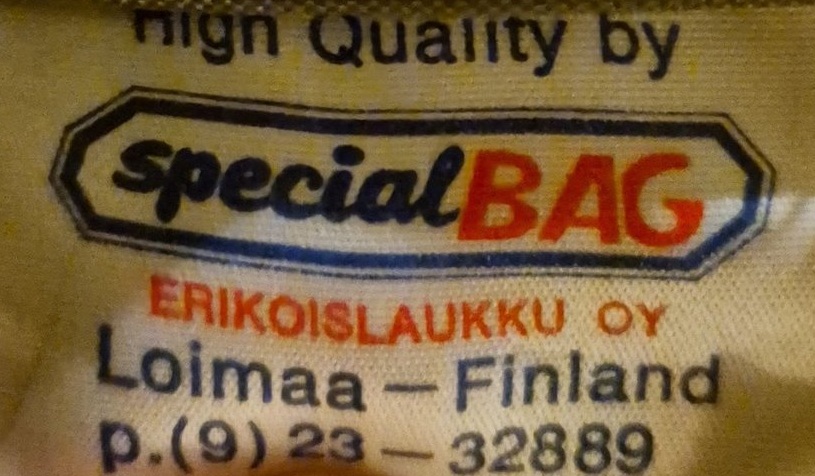 High Quality by
specialBAG
ERIKOISLAUKKU OY
Loimaa — Finland
p.(9) 23 — 32889